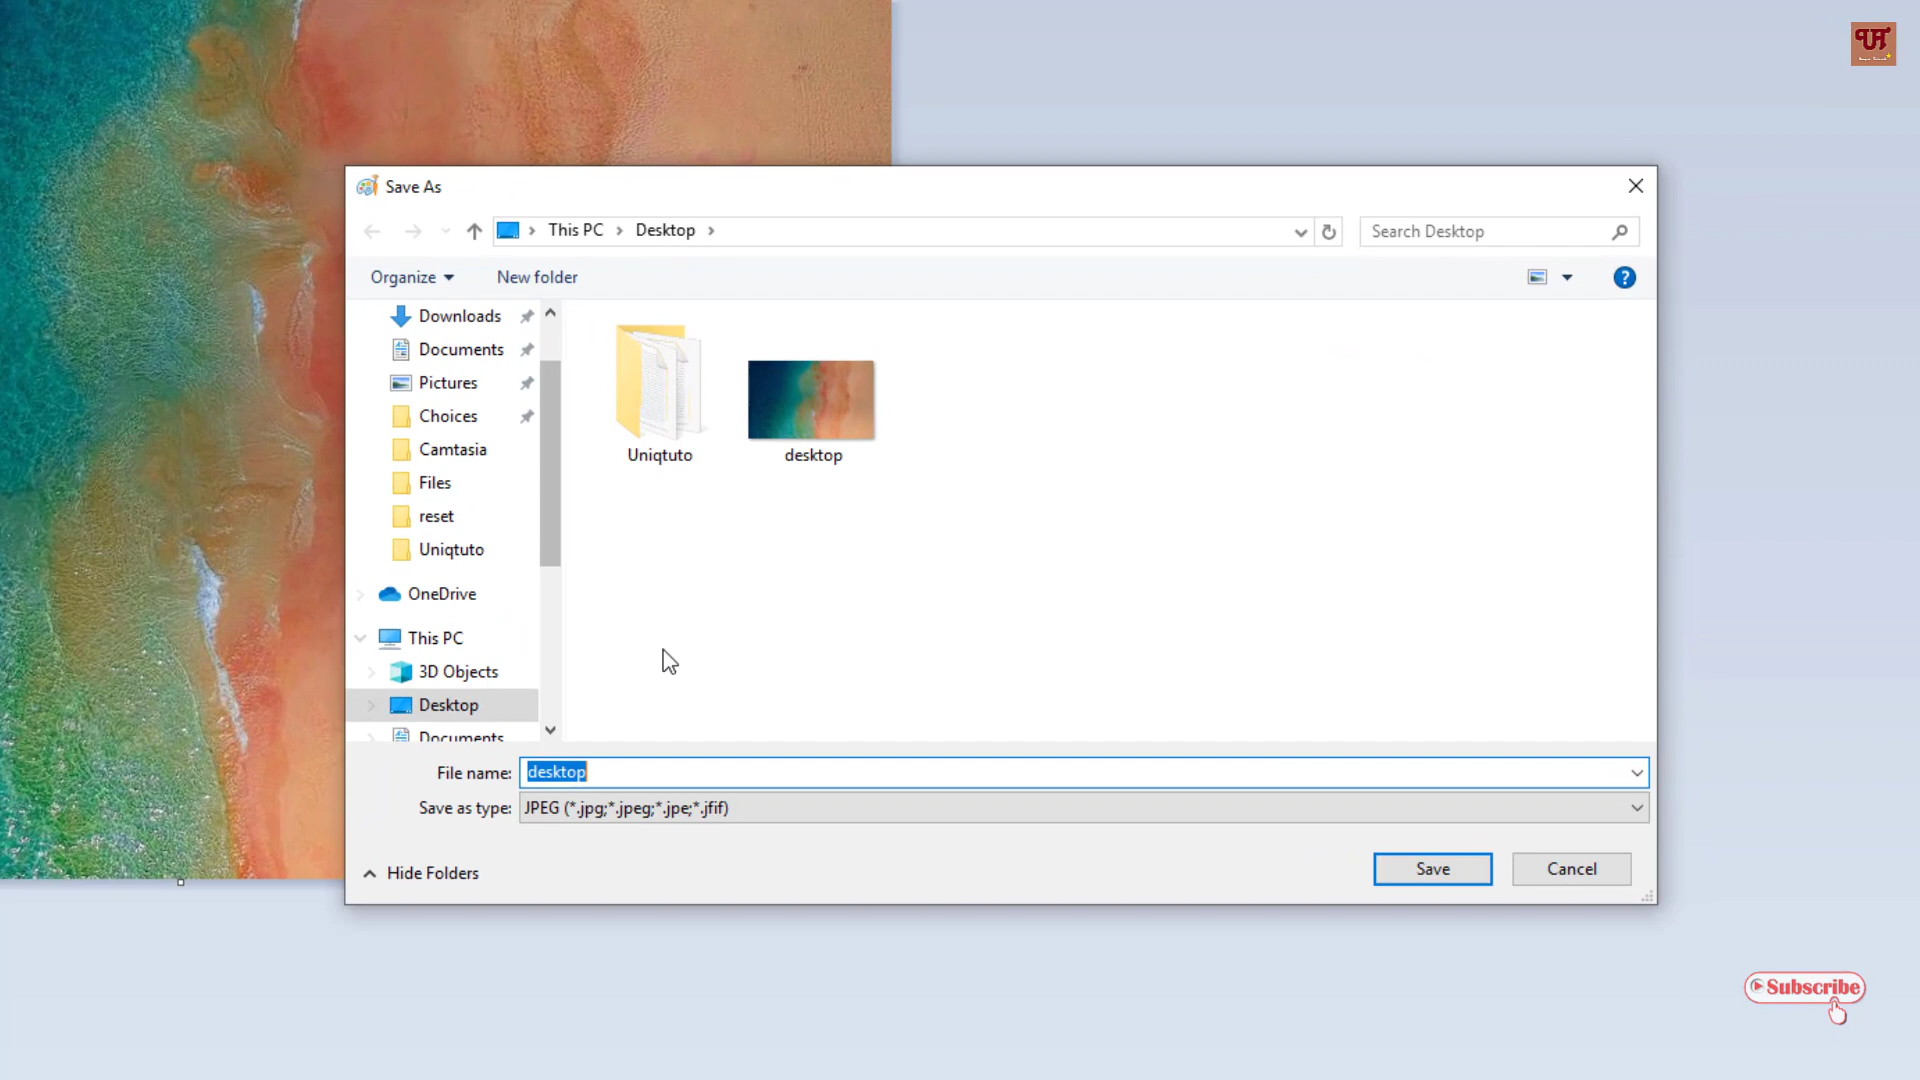 Save As
This PC
Desktop
Search Desktop
Organize
New folder
Downloads
Documents
Pictures
Choices
Camtasia
Files
reset
Uniqtuto
OneDrive
This PC
3D Objects
Desktop
Documents
Uniqtuto
desktop
File name: desktop
Save as type: JPEG (*.jpg;*.jpeg;*.jpe;*.jfif)
Hide Folders
Save
Cancel
Subscribe